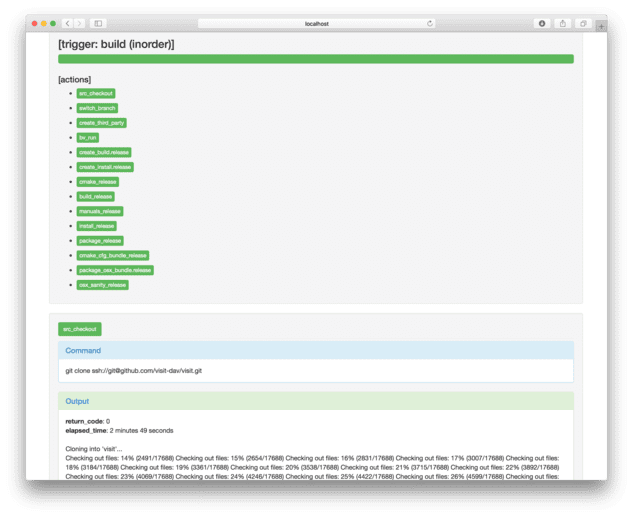 localhost
[trigger: build (inorder)]
[actions]
src_checkout
switch_branch
create_third_party
bv_run
create_build.release
create_install.release
cmake_release
build_release
manuals_release
install_release
package_release
cmake_cfg_bundle_release
package_osx_bundle.release
osx_sanity_release
src_checkout
Command
git clone ssh://git@github.com/visit-dav/visit.git
Output
return_code: 0
elapsed_time: 2 minutes 49 seconds
Cloning into 'visit'...
Checking out files: 14% (2491/17688) Checking out files: 15% (2654/17688) Checking out files: 16% (2831/17688) Checking out files: 17% (3007/17688) Checking out files:
18% (3184/17688) Checking out files: 19% (3361/17688) Checking out files: 20% (3538/17688) Checking out files: 21% (3715/17688) Checking out files: 22% (3892/17688)
Checking out files: 23% (4069/17688) Checking out files: 24% (4246/17688) Checking out files: 25% (4422/17688) Checking out files: 26% (4599/17688) Checking out files: